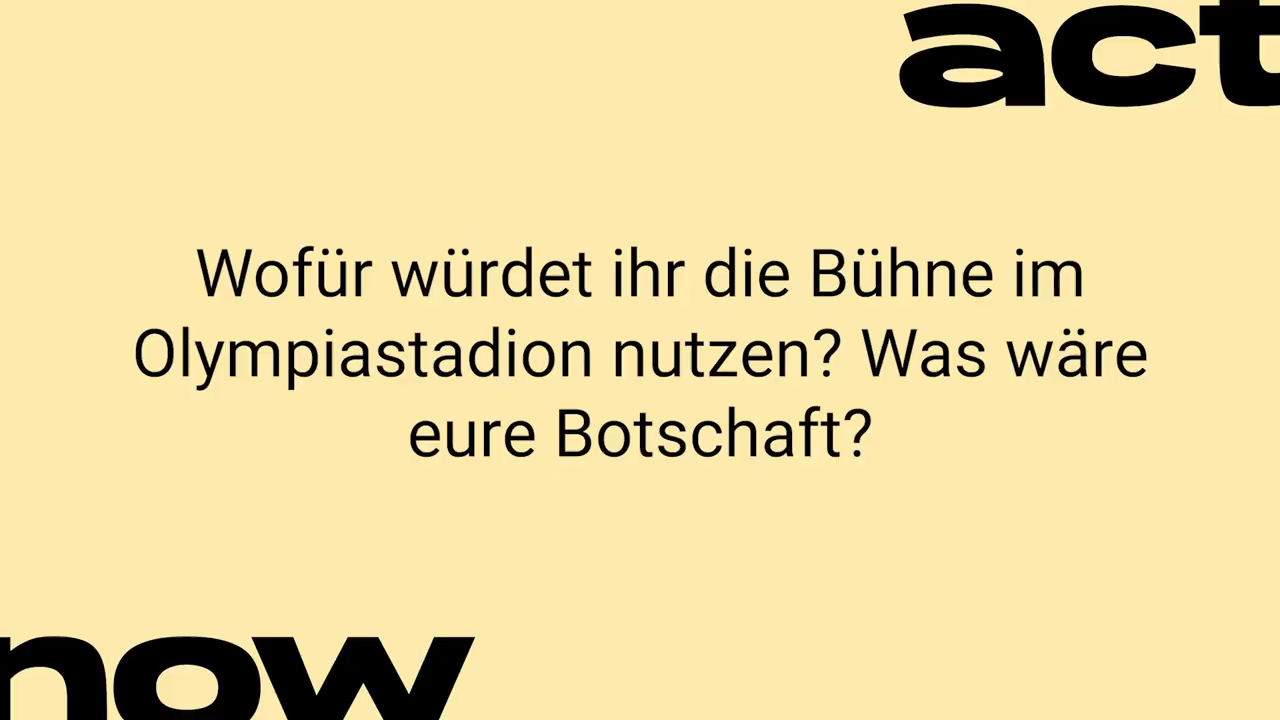 act
Wofür würdet ihr die Bühne im
Olympiastadion nutzen? Was wäre
eure Botschaft?
now